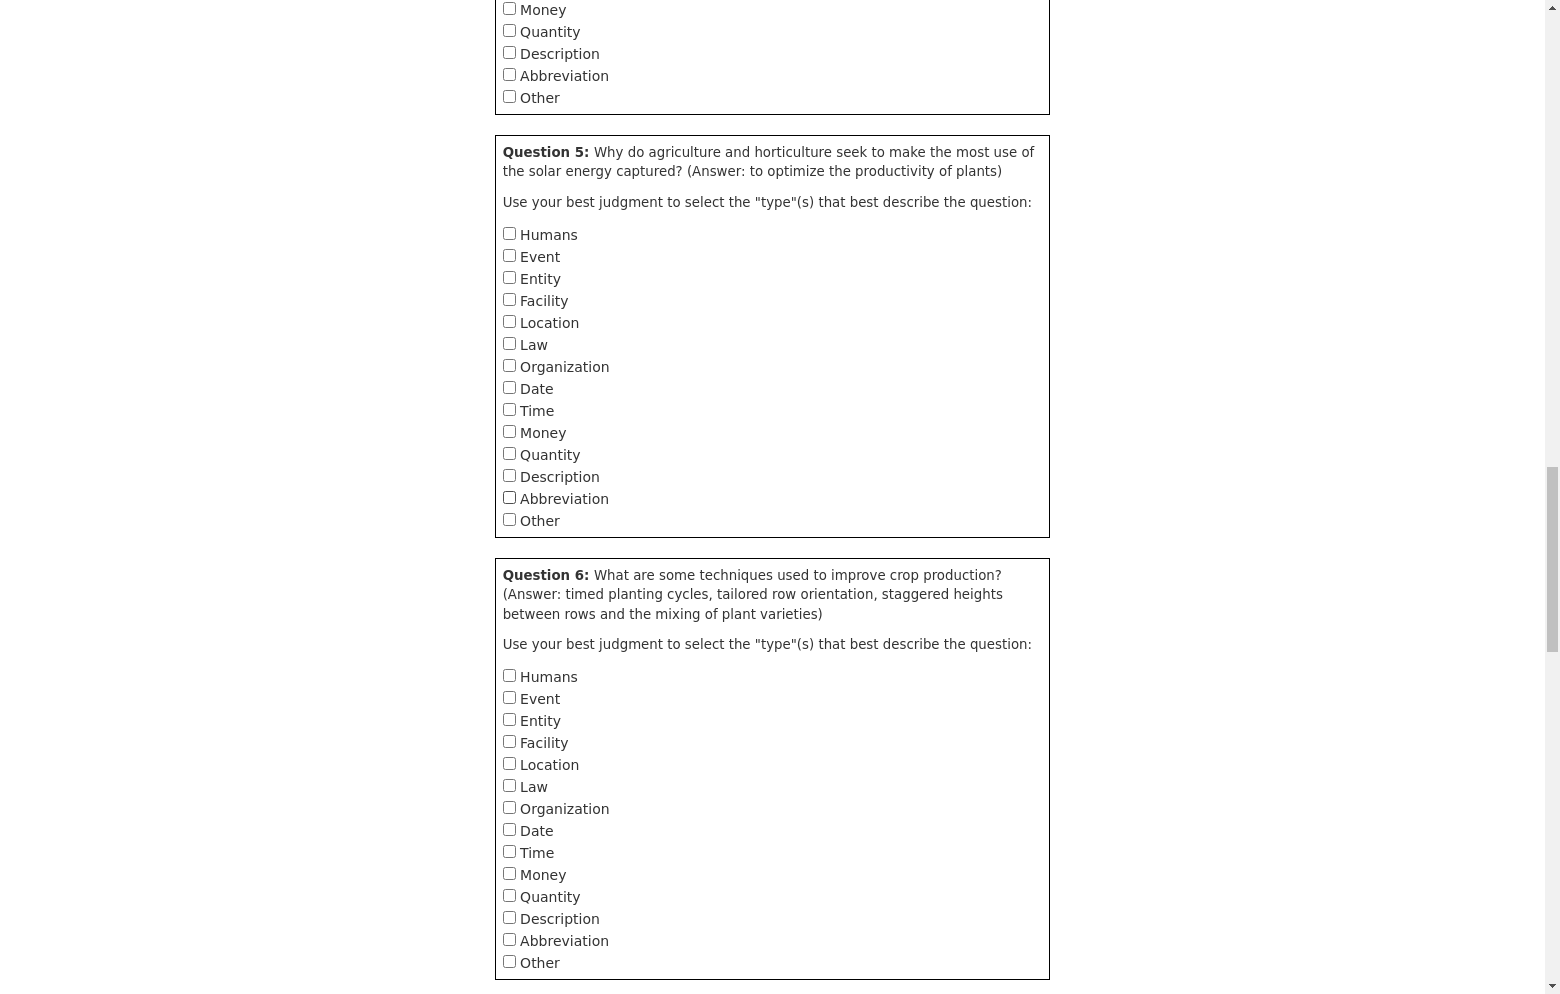 Money
Quantity
Description
Abbreviation
Other
Question 5: Why do agriculture and horticulture seek to make the most use of
the solar energy captured? (Answer: to optimize the productivity of plants)
Use your best judgment to select the "type"(s) that best describe the question:
Humans
Event
Entity
Facility
Location
Law
Organization
Date
Time
Money
Quantity
Description
Abbreviation
Other
Question 6: What are some techniques used to improve crop production?
(Answer: timed planting cycles, tailored row orientation, staggered heights
between rows and the mixing of plant varieties)
Use your best judgment to select the "type"(s) that best describe the question:
Humans
Event
Entity
Facility
Location
Law
Organization
Date
Time
Money
Quantity
Description
Abbreviation
Other